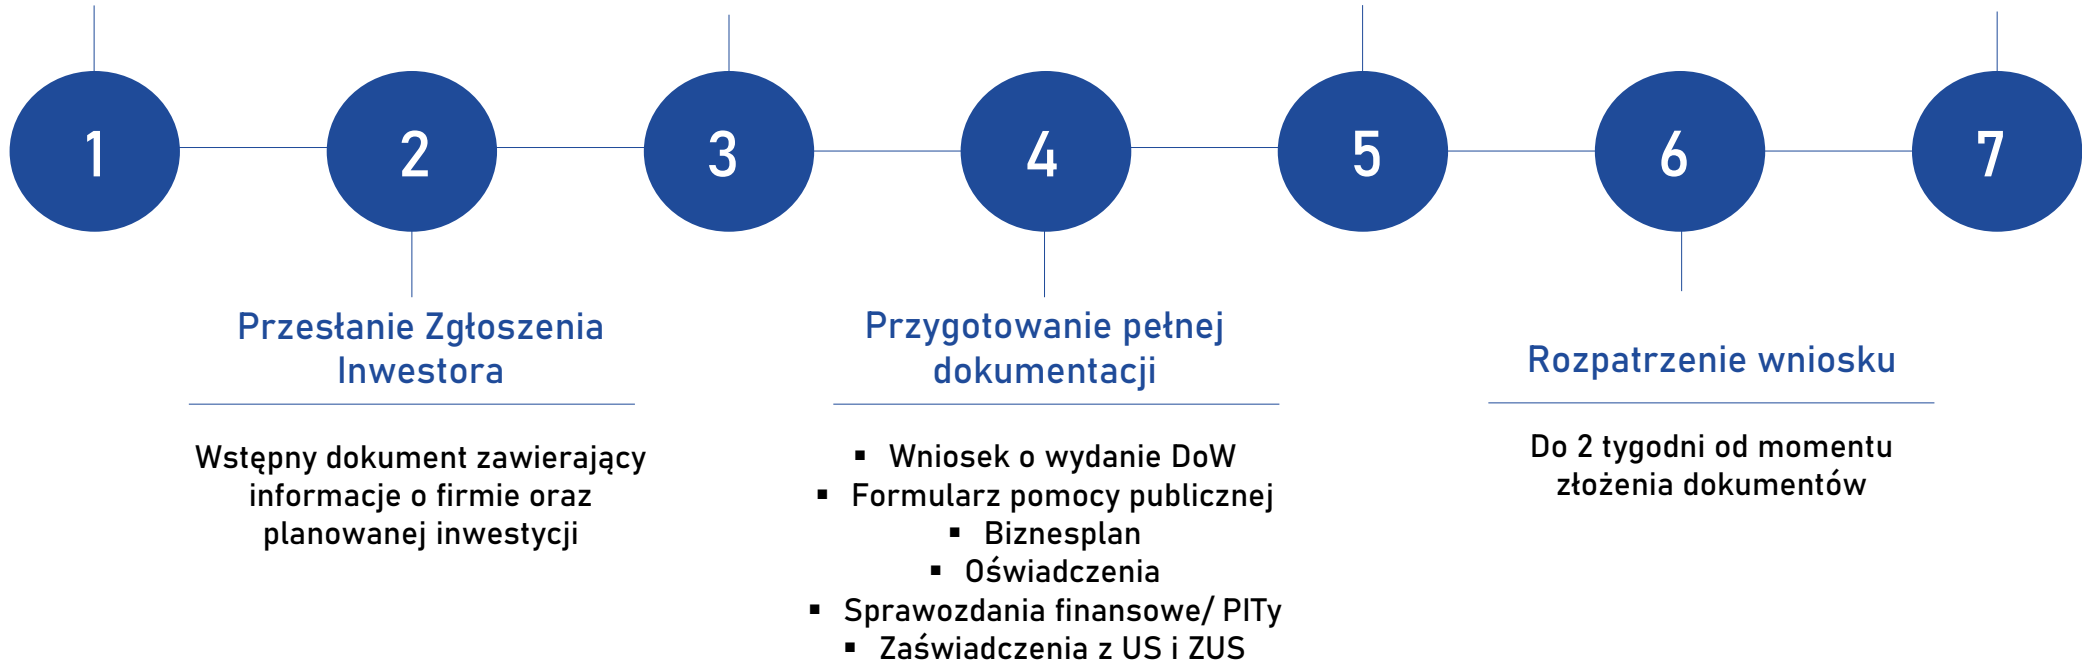 1
2
3
4
5
6
7
Przesłanie Zgłoszenia
Inwestora
Wstępny dokument zawierający
informacje o firmie oraz
planowanej inwestycji
Przygotowanie pełnej
dokumentacji
▪ Wniosek o wydanie DoW
▪ Formularz pomocy publicznej
▪ Biznesplan
▪ Oświadczenia
▪ Sprawozdania finansowe/ PITy
▪ Zaświadczenia z US i ZUS
Rozpatrzenie wniosku
Do 2 tygodni od momentu
złożenia dokumentów